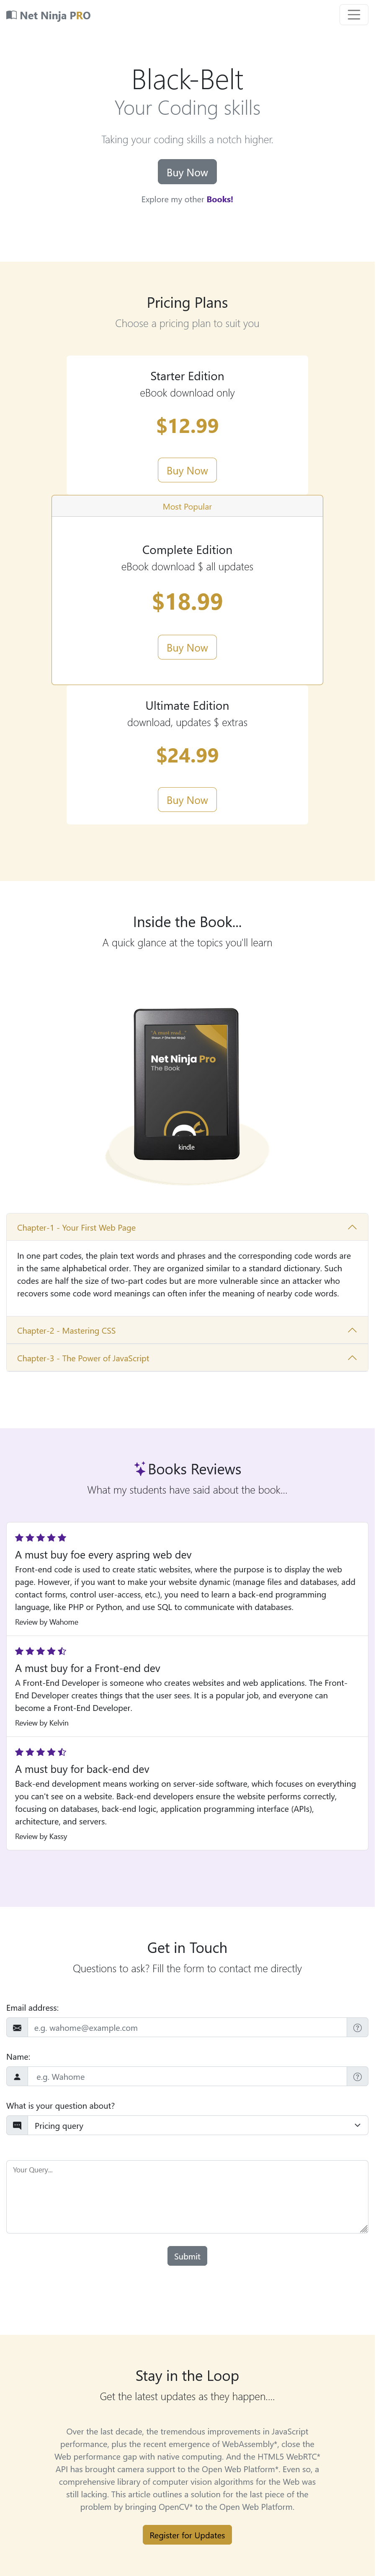 Net Ninja PRO
Black-Belt
Your Coding skills
Taking your coding skills a notch higher.
Buy Now
Explore my other Books!
Pricing Plans
Choose a pricing plan to suit you
Starter Edition
eBook download only
$12.99
Buy Now
Most Popular
Complete Edition
eBook download $ all updates
$18.99
Buy Now
Ultimate Edition
download, updates $ extras
$24.99
Buy Now
Inside the Book...
A quick glance at the topics you'll learn
"A must read..."
Net Ninja Pro
The Book
kindle
Chapter-1 - Your First Web Page
In one part codes, the plain text words and phrases and the corresponding code words are
in the same alphabetical order. They are organized similar to a standard dictionary. Such
codes are half the size of two-part codes but are more vulnerable since an attacker who
recovers some code word meanings can often infer the meaning of nearby code words.
Chapter-2 - Mastering CSS
Chapter-3 - The Power of JavaScript
Books Reviews
What my students have said about the book...
A must buy foe every aspring web dev
Front-end code is used to create static websites, where the purpose is to display the web
page. However, if you want to make your website dynamic (manage files and databases, add
contact forms, control user-access, etc.), you need to learn a back-end programming
language, like PHP or Python, and use SQL to communicate with databases.
Review by Wahome
A must buy for a Front-end dev
A Front-End Developer is someone who creates websites and web applications. The Front-
End Developer creates things that the user sees. It is a popular job, and everyone can
become a Front-End Developer.
Review by Kelvin
A must buy for back-end dev
Back-end development means working on server-side software, which focuses on everything
you can't see on a website. Back-end developers ensure the website performs correctly,
focusing on databases, back-end logic, application programming interface (APIs),
architecture, and servers.
Review by Kassy
Get in Touch
Questions to ask? Fill the form to contact me directly
Email address:
e.g. wahome@example.com
Name:
e.g. Wahome
What is your question about?
Pricing query
Your Query...
Submit
Stay in the Loop
Get the latest updates as they happen....
Over the last decade, the tremendous improvements in JavaScript
performance, plus the recent emergence of WebAssembly*, close the
Web performance gap with native computing. And the HTML5 WebRTC*
API has brought camera support to the Open Web Platform*. Even so, a
comprehensive library of computer vision algorithms for the Web was
still lacking. This article outlines a solution for the last piece of the
problem by bringing OpenCV* to the Open Web Platform.
Register for Updates